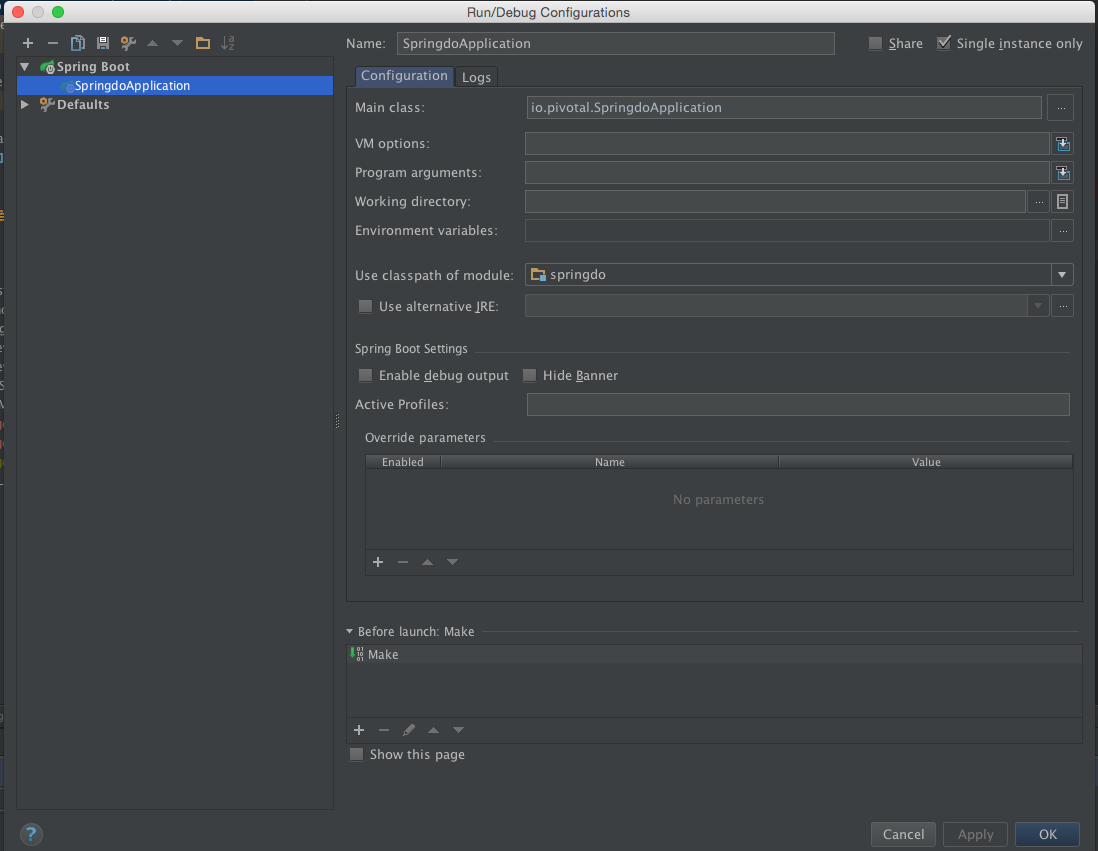 Run/Debug Configurations
Name: SpringdoApplication Share Single instance only
Spring Boot
SpringdoApplication
Defaults
Configuration Logs
Main class: io.pivotal.SpringdoApplication ...
VM options:
Program arguments:
Working directory: ...
Environment variables: ...
Use classpath of module: springdo
Use alternative JRE: ...
Spring Boot Settings
Enable debug output Hide Banner
Active Profiles:
Override parameters
Enabled Name Value
No parameters
Before launch: Make
Make
Show this page
? Cancel Apply OK